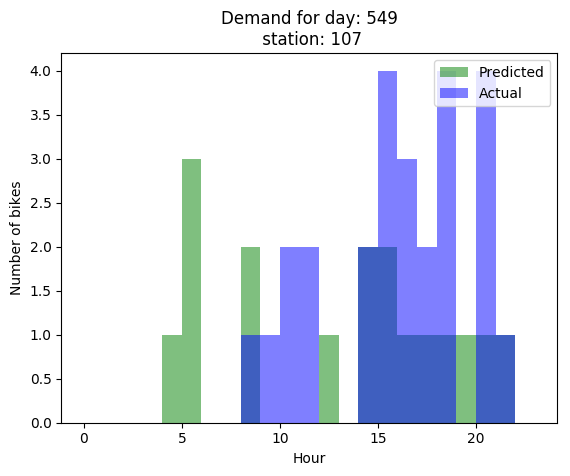 Demand for day: 549
station: 107
Predicted
Actual
Number of bikes
4.0
3.5
3.0
2.5
2.0
1.5
1.0
0.5
0.0
0 5 10 15 20
Hour